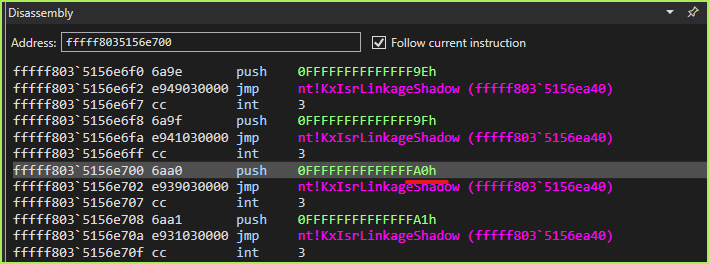 Disassembly
Address: fffff8035156e700 Follow current instruction
fffff803`5156e6f0 6a9e push 0FFFFFFFFFFFFFF9Eh
fffff803`5156e6f2 e949030000 jmp nt!KxIsrLinkageShadow (fffff803`5156ea40)
fffff803`5156e6f7 cc int 3
fffff803`5156e6f8 6a9f push 0FFFFFFFFFFFFFF9Fh
fffff803`5156e6fa e941030000 jmp nt!KxIsrLinkageShadow (fffff803`5156ea40)
fffff803`5156e6ff cc int 3
fffff803`5156e700 6aa0 push 0FFFFFFFFFFFFFFA0h
fffff803`5156e702 e939030000 jmp nt!KxIsrLinkageShadow (fffff803`5156ea40)
fffff803`5156e707 cc int 3
fffff803`5156e708 6aa1 push 0FFFFFFFFFFFFFFA1h
fffff803`5156e70a e931030000 jmp nt!KxIsrLinkageShadow (fffff803`5156ea40)
fffff803`5156e70f cc int 3